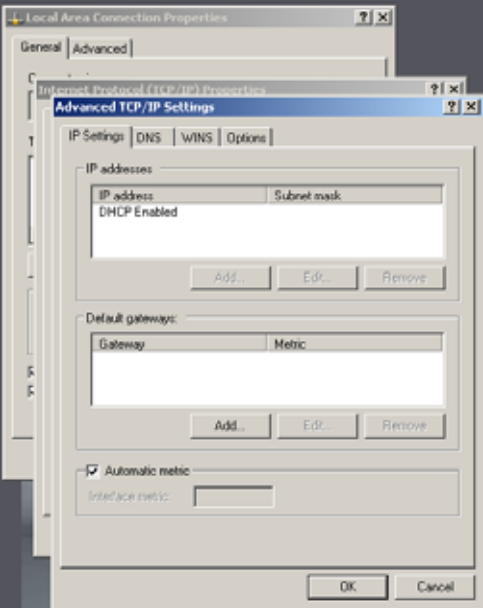 Local Area Connection Properties
General Advanced
Internet Protocol (TCP/IP) Properties
Advanced TCP/IP Settings
IP Settings DNS WINS Options
IP addresses
IP address Subnet mask
DHCP Enabled
Add... Edit... Remove
Default gateways:
Gateway Metric
Add... Edit... Remove
Automatic metric
Interface metric:
OK Cancel